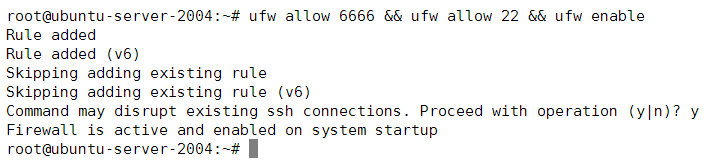 root@ubuntu-server-2004:~# ufw allow 6666 && ufw allow 22 && ufw enable
Rule added
Rule added (v6)
Skipping adding existing rule
Skipping adding existing rule (v6)
Command may disrupt existing ssh connections. Proceed with operation (y|n)? y
Firewall is active and enabled on system startup
root@ubuntu-server-2004:~#